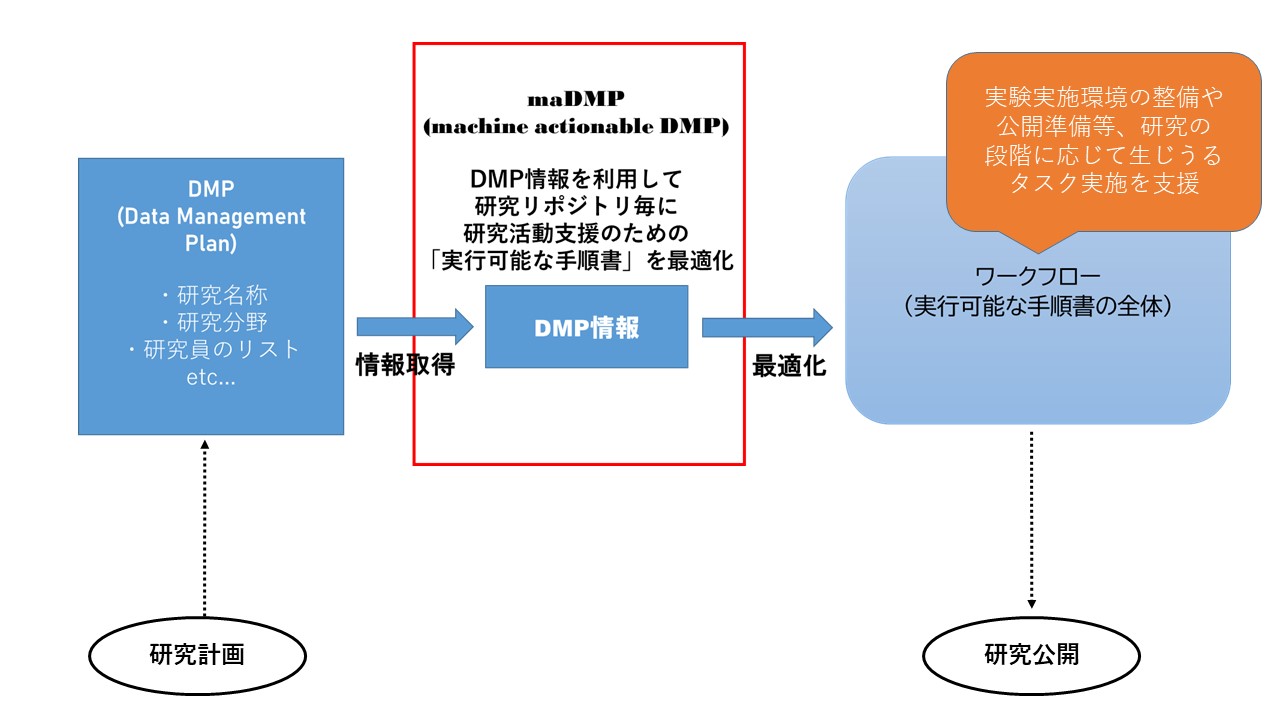 maDMP
(machine actionable DMP)
DMP情報を利用して
研究リポジトリ毎に
研究活動支援のための
「実行可能な手順書」を最適化
DMP
(Data Management
Plan)
・研究名称
・研究分野
・研究員のリスト
etc...
情報取得
DMP情報
最適化
実験実施環境の整備や
公開準備等、研究の
段階に応じて生じうる
タスク実施を支援
ワークフロー
（実行可能な手順書の全体）
研究計画
研究公開